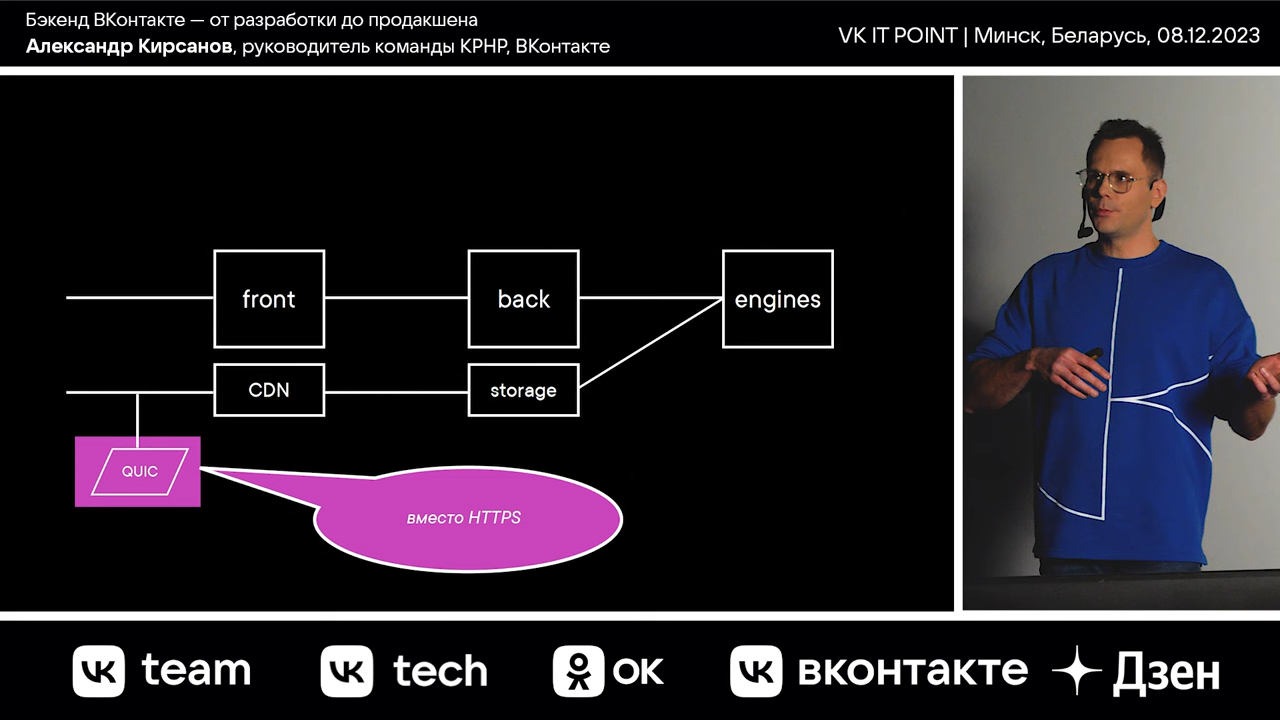 Бэкенд ВКонтакте — от разработки до продакшена
Александр Кирсанов, руководитель команды КРНР, ВКонтакте
VK IT POINT | Минск, Беларусь, 08.12.2023
front
back
engines
CDN
storage
QUIC
вместо HTTPS
team
tech
ОК
вконтакте
Дзен